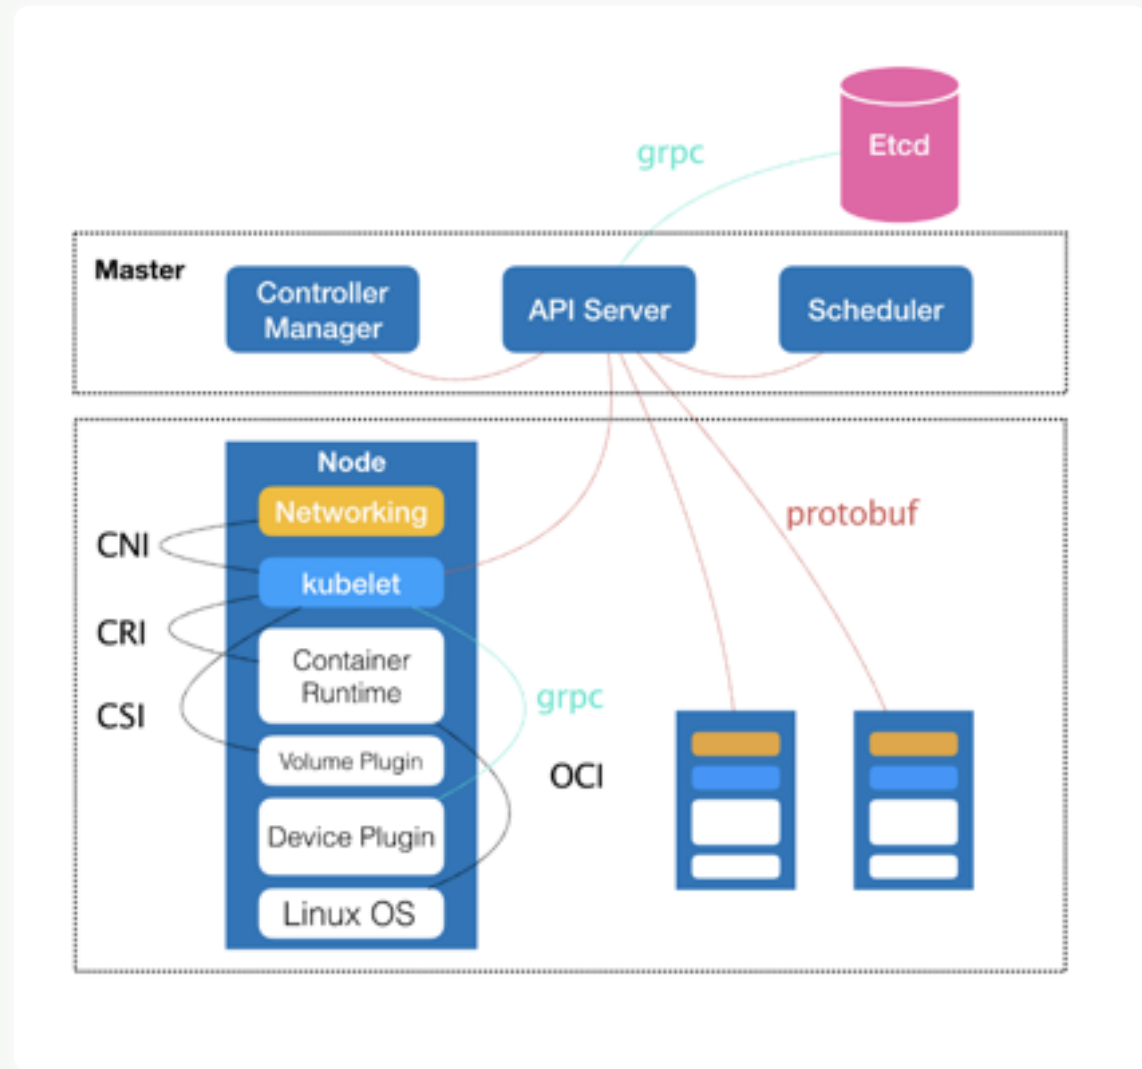 Etcd
grpc
Master
Controller
Manager
API Server
Scheduler
Node
Networking
protobuf
CNI
kubelet
CRI
Container
Runtime
grpc
CSI
Volume Plugin
OCI
Device Plugin
Linux OS